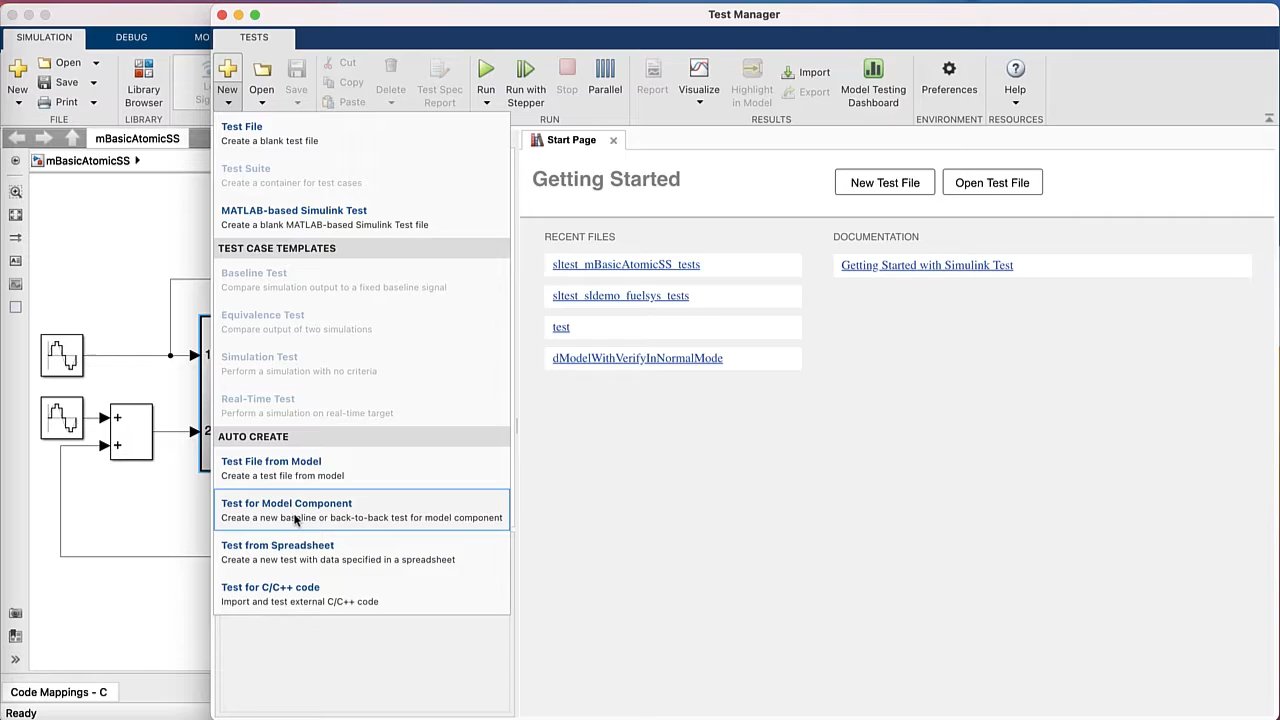 Test Manager
SIMULATION
DEBUG
MO
TESTS
New
Open
Save
Print
FILE
Library
Browser
LIBRARY
New
Open
Save
Cut
Copy
Paste
Delete
Test Spec
Report
Run
Run with
Stepper
Stop
Parallel
RUN
Report
Visualize
Highlight
in Model
Import
Export
Model Testing
Dashboard
RESULTS
Preferences
ENVIRONMENT
Help
RESOURCES
mBasicAtomicSS
mBasicAtomicSS
1
2
+
+
Test File
Create a blank test file
Test Suite
Create a container for test cases
MATLAB-based Simulink Test
Create a blank MATLAB-based Simulink Test file
TEST CASE TEMPLATES
Baseline Test
Compare simulation output to a fixed baseline signal
Equivalence Test
Compare output of two simulations
Simulation Test
Perform a simulation with no criteria
Real-Time Test
Perform a simulation on real-time target
AUTO CREATE
Test File from Model
Create a test file from model
Test for Model Component
Create a new baseline or back-to-back test for model component
Test from Spreadsheet
Create a new test with data specified in a spreadsheet
Test for C/C++ code
Import and test external C/C++ code
Start Page
Getting Started
New Test File
Open Test File
RECENT FILES
sltest_mBasicAtomicSS_tests
sltest_sldemo_fuelsys_tests
test
dModelWithVerifyInNormalMode
DOCUMENTATION
Getting Started with Simulink Test
Code Mappings - C
Ready